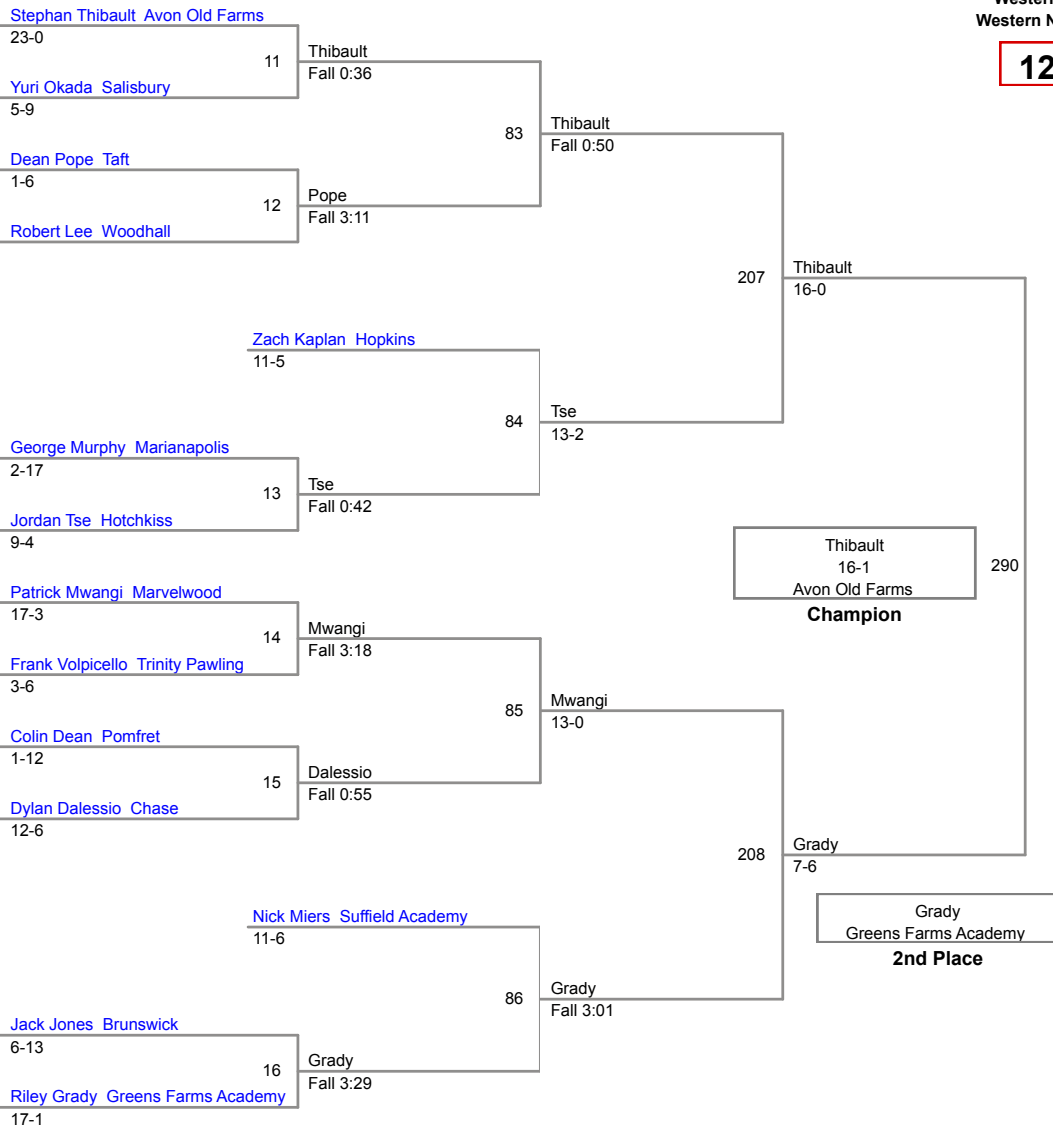 Western
Western N
12
Stephan Thibault  Avon Old Farms
23-0
11
Thibault
Fall 0:36
Yuri Okada  Salisbury
5-9
83
Thibault
Fall 0:50
Dean Pope  Taft
1-6
12
Pope
Fall 3:11
Robert Lee  Woodhall
207
Thibault
16-0
Zach Kaplan  Hopkins
11-5
84
Tse
13-2
George Murphy  Marianapolis
2-17
13
Tse
Fall 0:42
Jordan Tse  Hotchkiss
9-4
Thibault
16-1
Avon Old Farms
Champion
290
Patrick Mwangi  Marvelwood
17-3
14
Mwangi
Fall 3:18
Frank Volpicello  Trinity Pawling
3-6
85
Mwangi
13-0
Colin Dean  Pomfret
1-12
15
Dalessio
Fall 0:55
Dylan Dalessio  Chase
12-6
208
Grady
7-6
Grady
Greens Farms Academy
2nd Place
Nick Miers  Suffield Academy
11-6
86
Grady
Fall 3:01
Jack Jones  Brunswick
6-13
16
Grady
Fall 3:29
Riley Grady  Greens Farms Academy
17-1